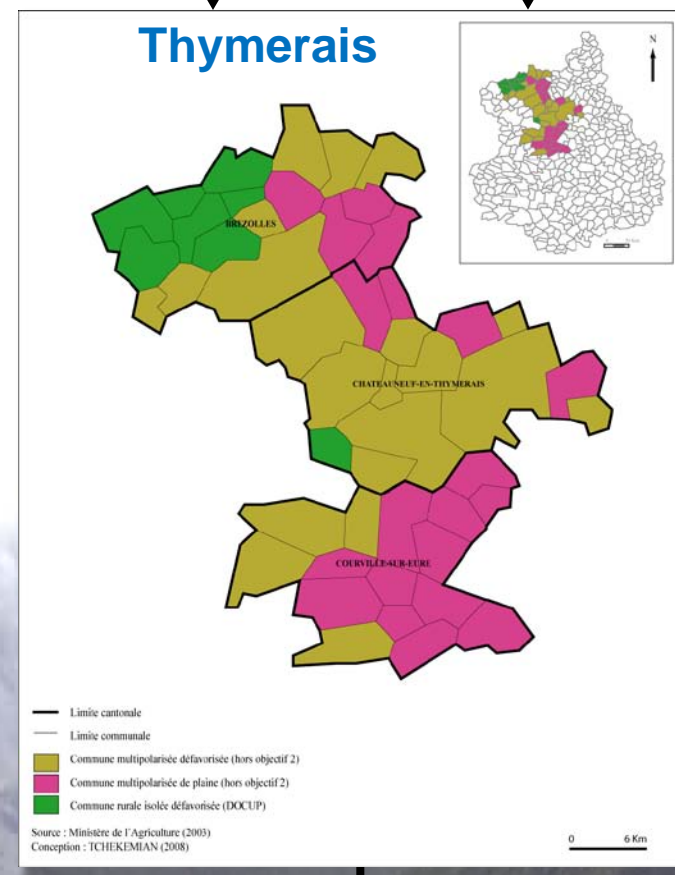 Thymerais
N
BREZOLLES
CHATEAUNEUF-EN-THYMERAIS
COURVILLE-SUR-EURE
Limite cantonale
Limite communale
Commune multipolarisée défavorisée (hors objectif 2)
Commune multipolarisée de plaine (hors objectif 2)
Commune rurale isolée défavorisée (DOCUP)
Source : Ministère de l'Agriculture (2003)
Conception : TCHEKEMIAN (2008)
0 6 Km